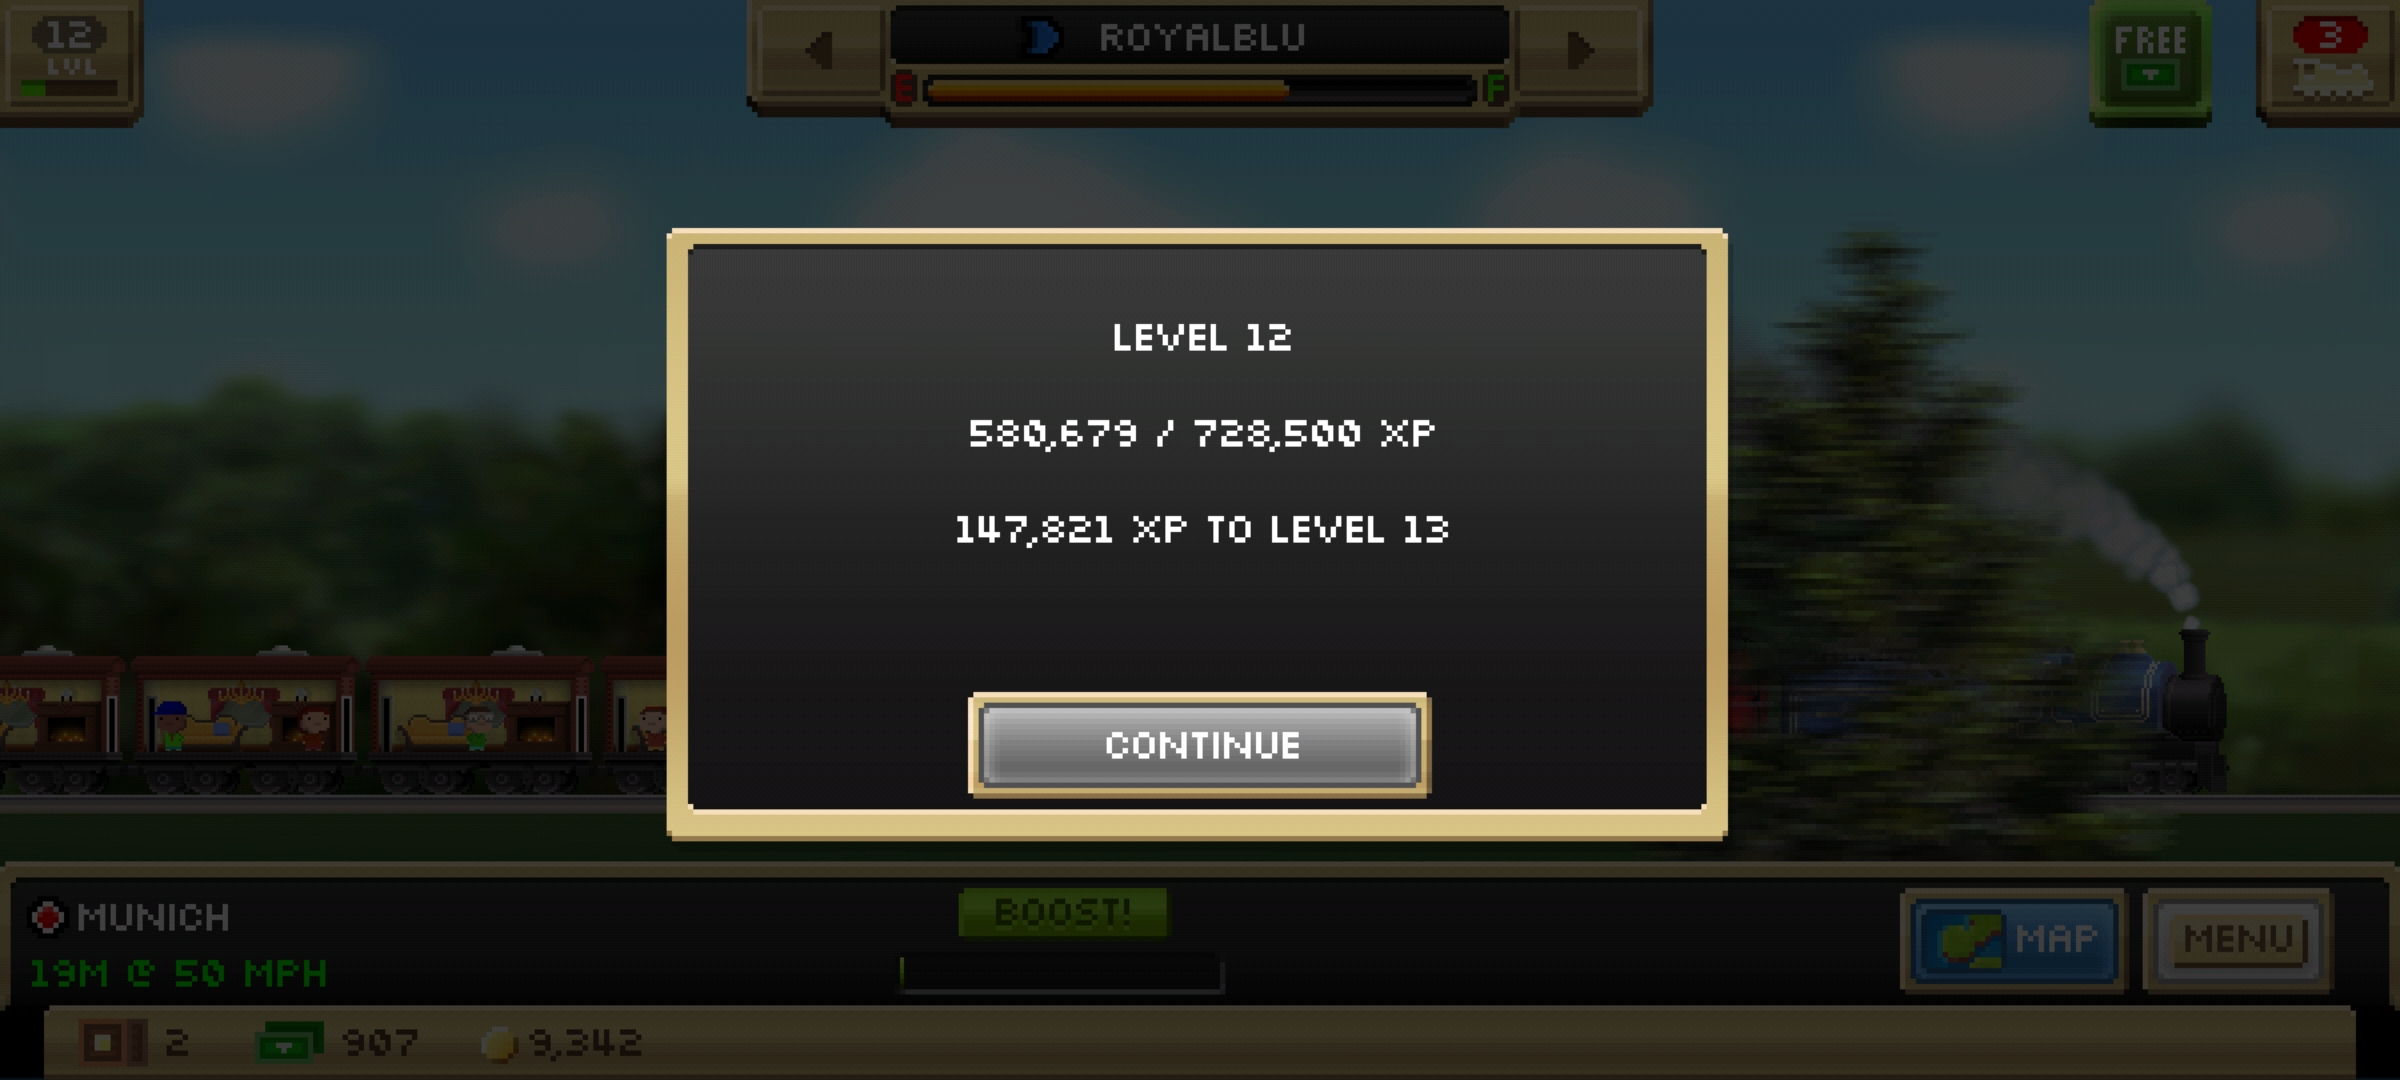 12
LVL
ROYALBLU
E
F
FREE
3
LEVEL 12
580,679 / 728,500 XP
147,821 XP TO LEVEL 13
CONTINUE
MUNICH
19M @ 50 MPH
BOOST!
MAP
MENU
2
907
9,342